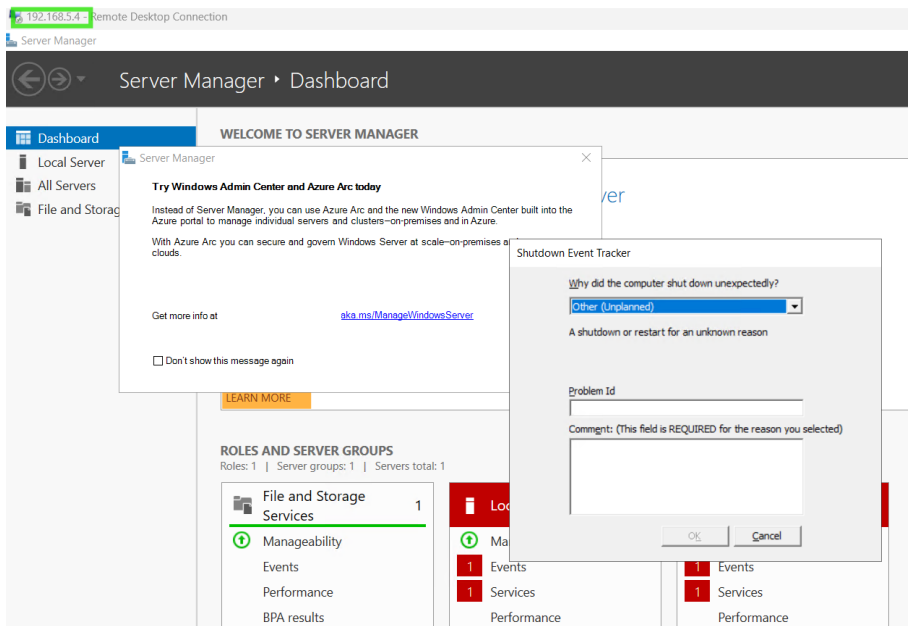 192.168.5.4 - Remote Desktop Connection
Server Manager
Server Manager • Dashboard
Dashboard
Local Server
All Servers
File and Storag
WELCOME TO SERVER MANAGER
Server Manager
Try Windows Admin Center and Azure Arc today
Instead of Server Manager, you can use Azure Arc and the new Windows Admin Center built into the
Azure portal to manage individual servers and clusters—on-premises and in Azure.
With Azure Arc you can secure and govern Windows Server at scale—on-premises a
clouds.
Get more info at
aka.ms/ManageWindowsServer
Don't show this message again
ver
Shutdown Event Tracker
Why did the computer shut down unexpectedly?
Other (Unplanned)
A shutdown or restart for an unknown reason
Problem Id
Comment: (This field is REQUIRED for the reason you selected)
OK
Cancel
LEARN MORE
ROLES AND SERVER GROUPS
Roles: 1 | Server groups: 1 | Servers total: 1
File and Storage
Services
1
Manageability
Events
Performance
BPA results
Loc
Ma
1 Events
1 Services
Performance
1 Events
1 Services
Performance